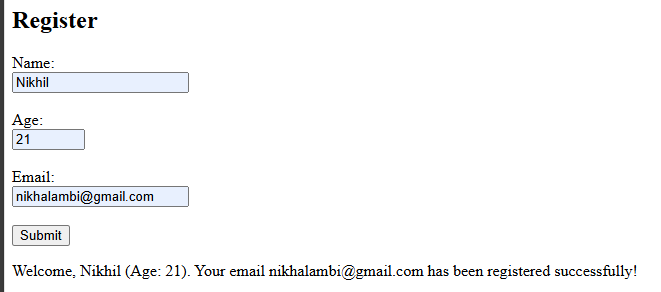 Register
Name:
Nikhil
Age:
21
Email:
nikhalambi@gmail.com
Submit
Welcome, Nikhil (Age: 21). Your email nikhalambi@gmail.com has been registered successfully!